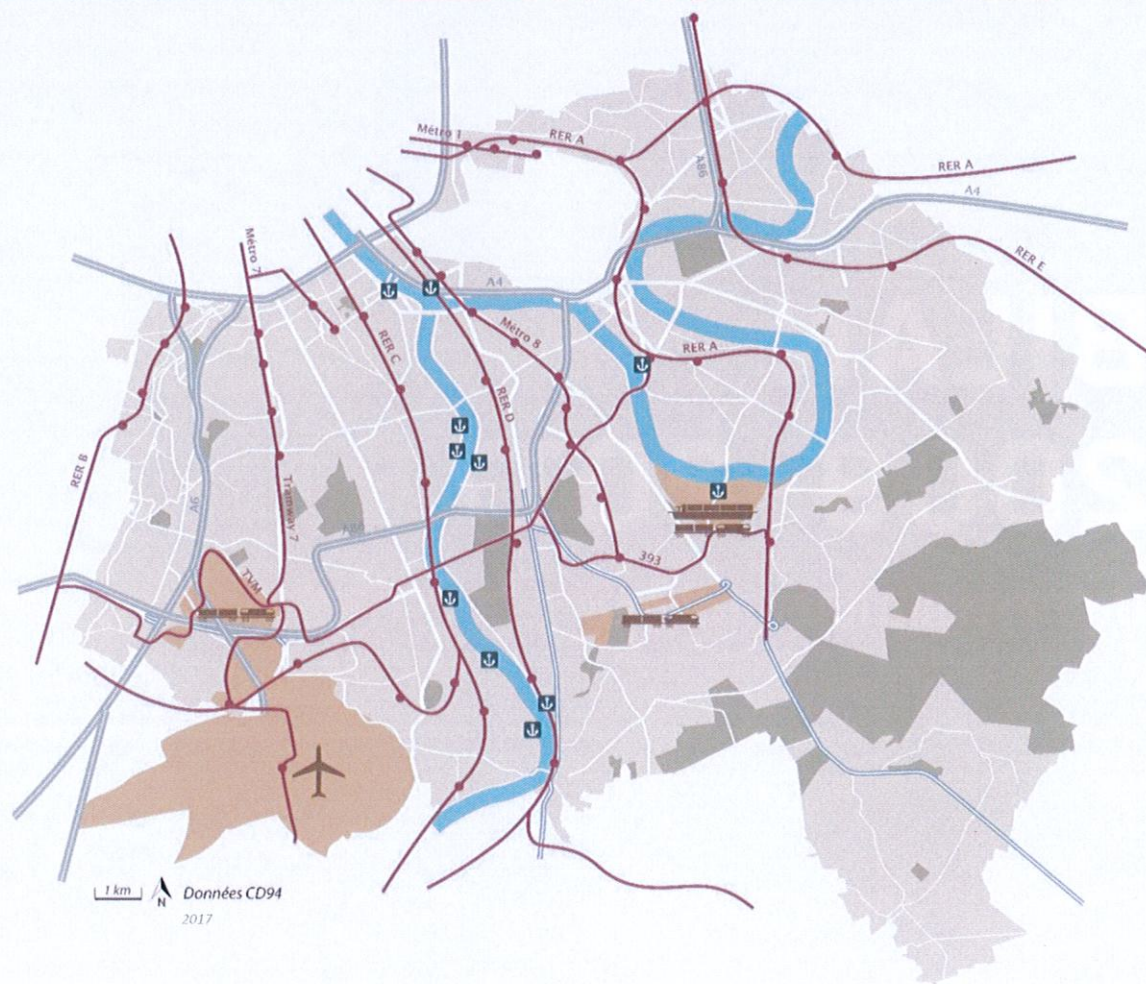 Métro 1
RER A
A86
RER A
A4
Métro 7
RER E
A4
Métro 8
RER C
RER A
RER D
RER B
A6
Tramway 7
A86
393
TVM
1 km
N
Données CD94
2017